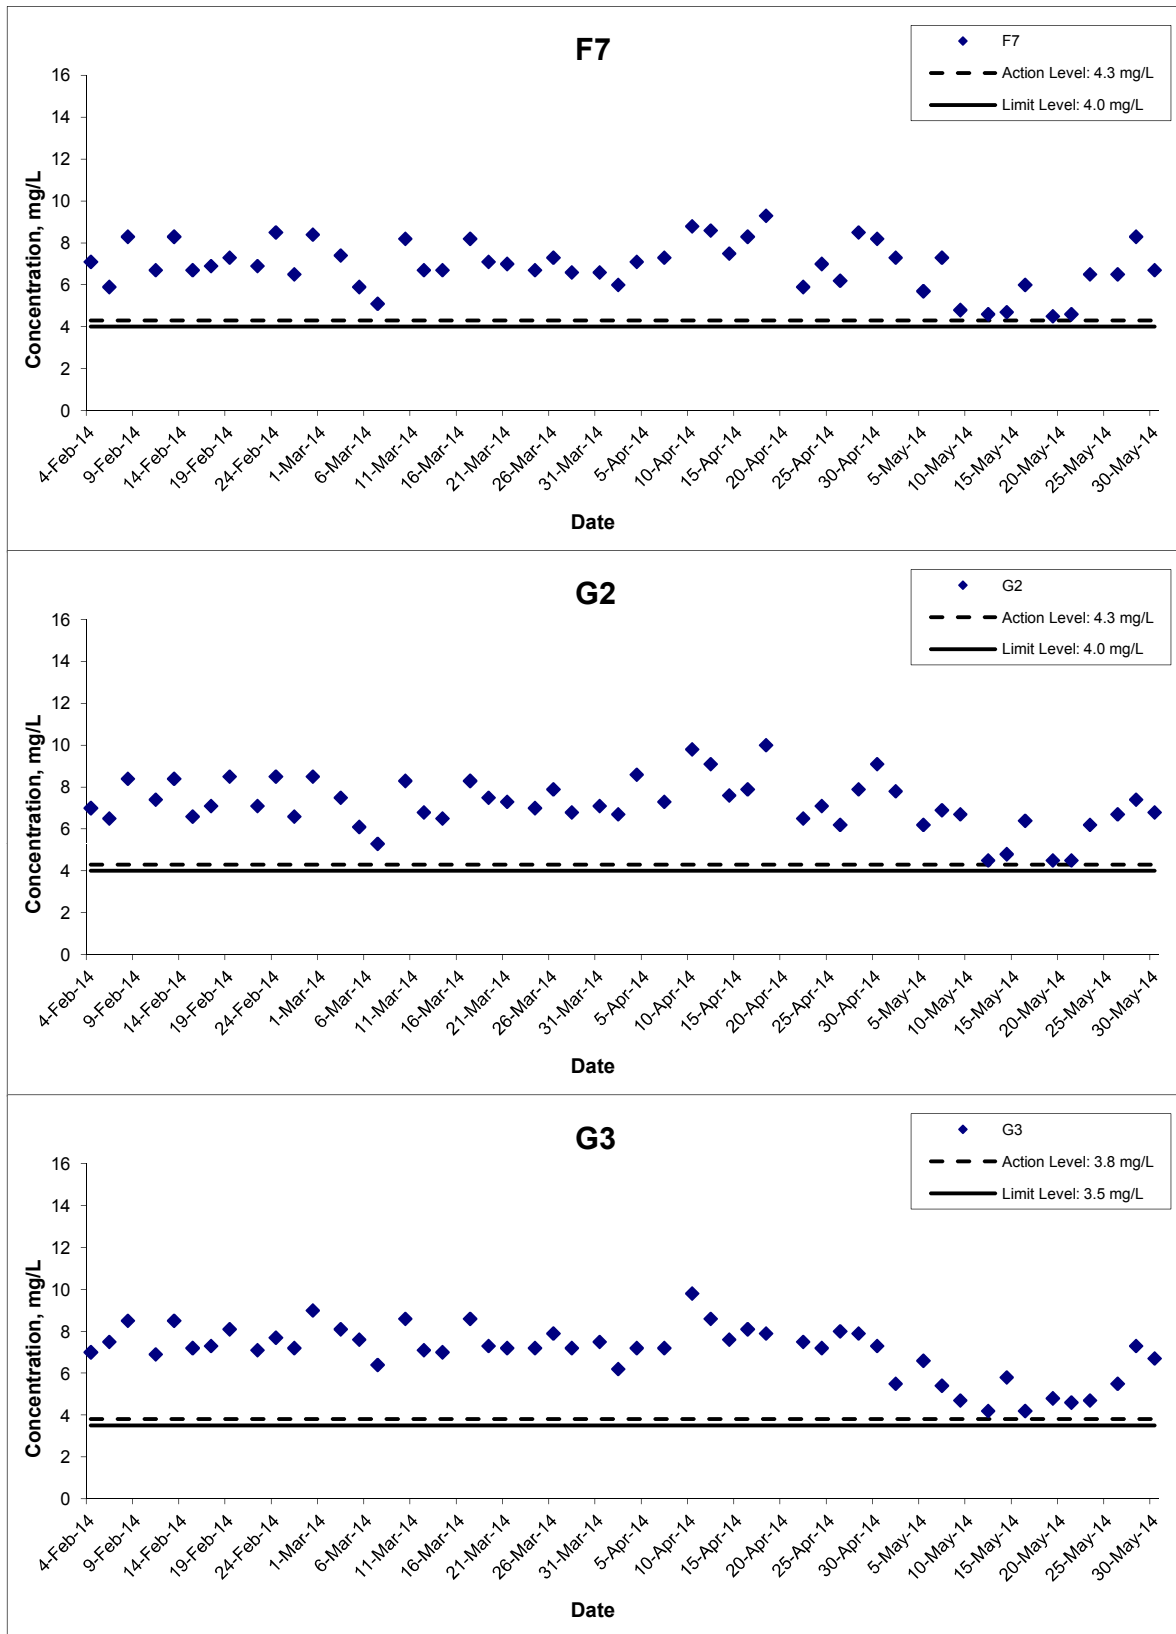 F7
F7
Action Level: 4.3 mg/L
Limit Level: 4.0 mg/L
Concentration, mg/L
16
14
12
10
8
6
4
2
0
4-Feb-14
9-Feb-14
14-Feb-14
19-Feb-14
24-Feb-14
1-Mar-14
6-Mar-14
11-Mar-14
16-Mar-14
21-Mar-14
26-Mar-14
31-Mar-14
5-Apr-14
10-Apr-14
15-Apr-14
20-Apr-14
25-Apr-14
30-Apr-14
5-May-14
10-May-14
15-May-14
20-May-14
25-May-14
30-May-14
Date
G2
G2
Action Level: 4.3 mg/L
Limit Level: 4.0 mg/L
Concentration, mg/L
16
14
12
10
8
6
4
2
0
4-Feb-14
9-Feb-14
14-Feb-14
19-Feb-14
24-Feb-14
1-Mar-14
6-Mar-14
11-Mar-14
16-Mar-14
21-Mar-14
26-Mar-14
31-Mar-14
5-Apr-14
10-Apr-14
15-Apr-14
20-Apr-14
25-Apr-14
30-Apr-14
5-May-14
10-May-14
15-May-14
20-May-14
25-May-14
30-May-14
Date
G3
G3
Action Level: 3.8 mg/L
Limit Level: 3.5 mg/L
Concentration, mg/L
16
14
12
10
8
6
4
2
0
4-Feb-14
9-Feb-14
14-Feb-14
19-Feb-14
24-Feb-14
1-Mar-14
6-Mar-14
11-Mar-14
16-Mar-14
21-Mar-14
26-Mar-14
31-Mar-14
5-Apr-14
10-Apr-14
15-Apr-14
20-Apr-14
25-Apr-14
30-Apr-14
5-May-14
10-May-14
15-May-14
20-May-14
25-May-14
30-May-14
Date